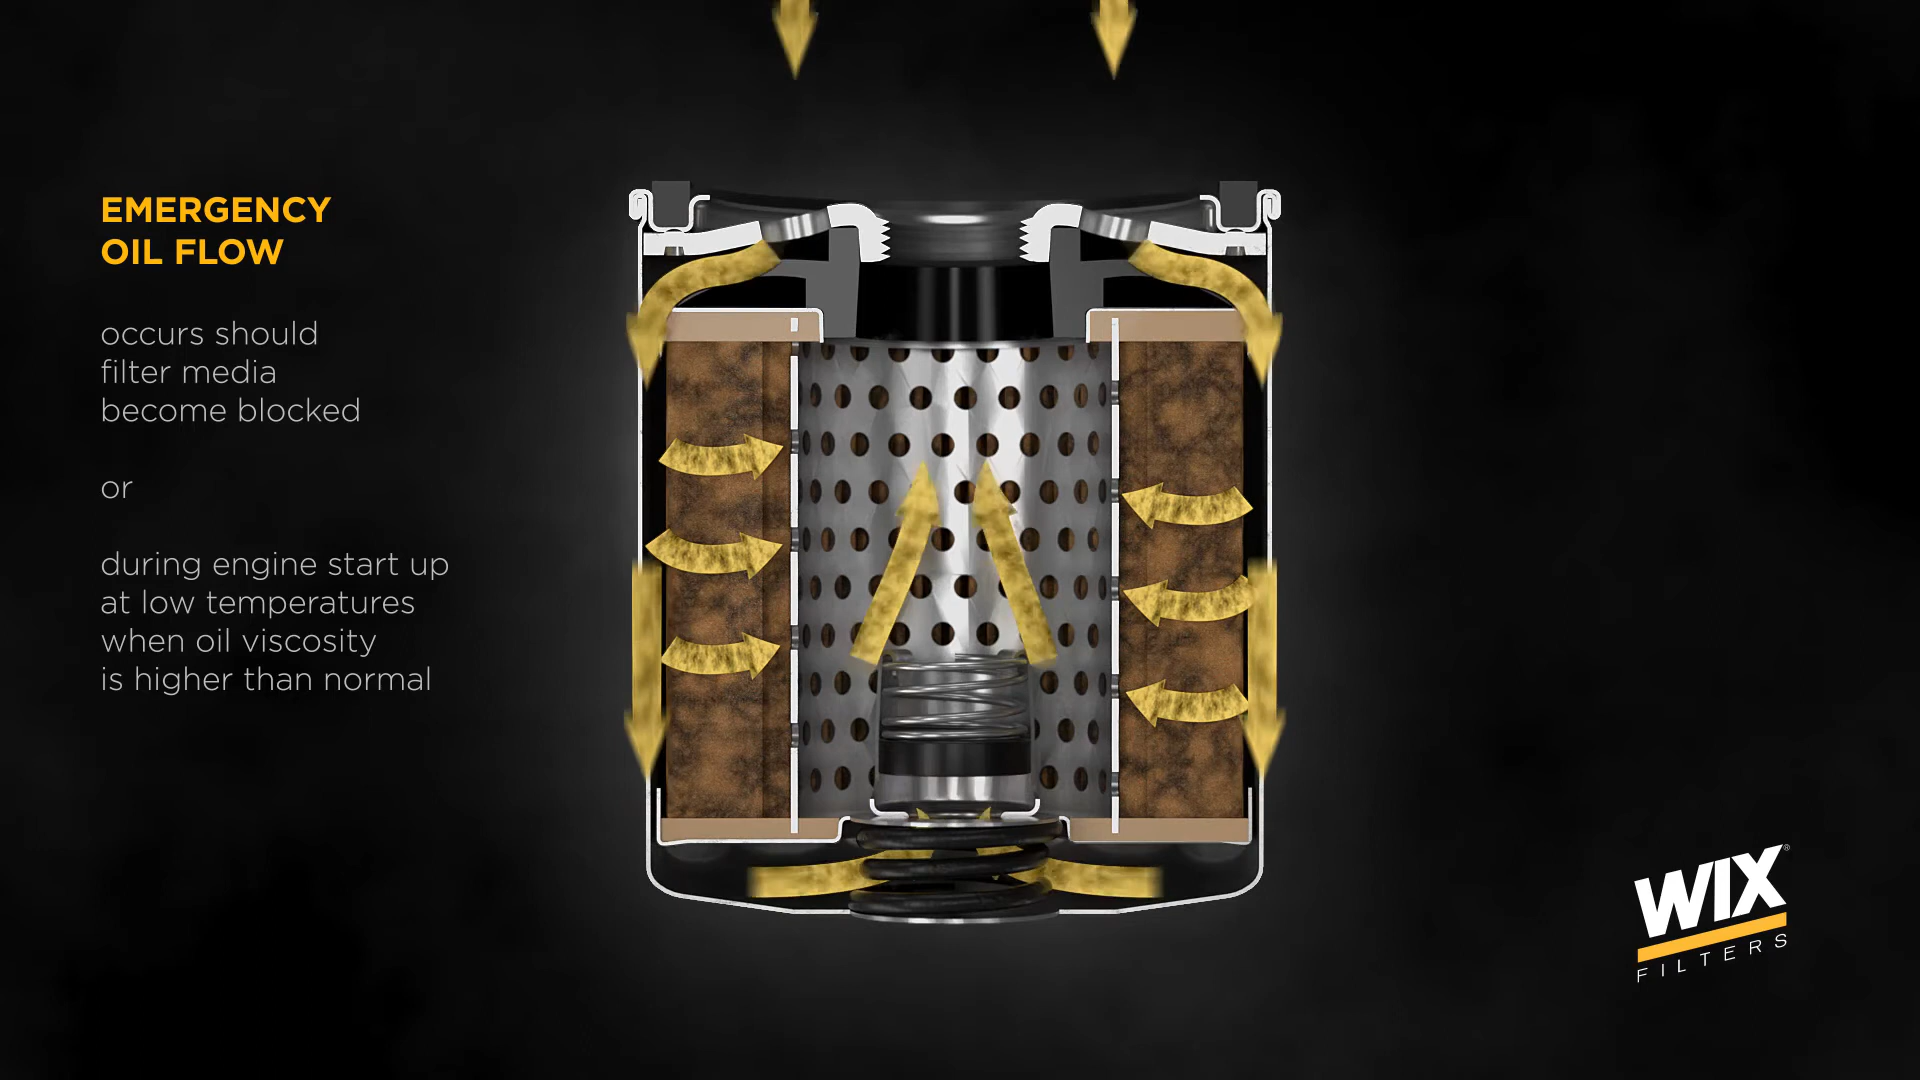 EMERGENCY
OIL FLOW
occurs should
filter media
become blocked
or
during engine start up
at low temperatures
when oil viscosity
is higher than normal
WIX®
FILTERS